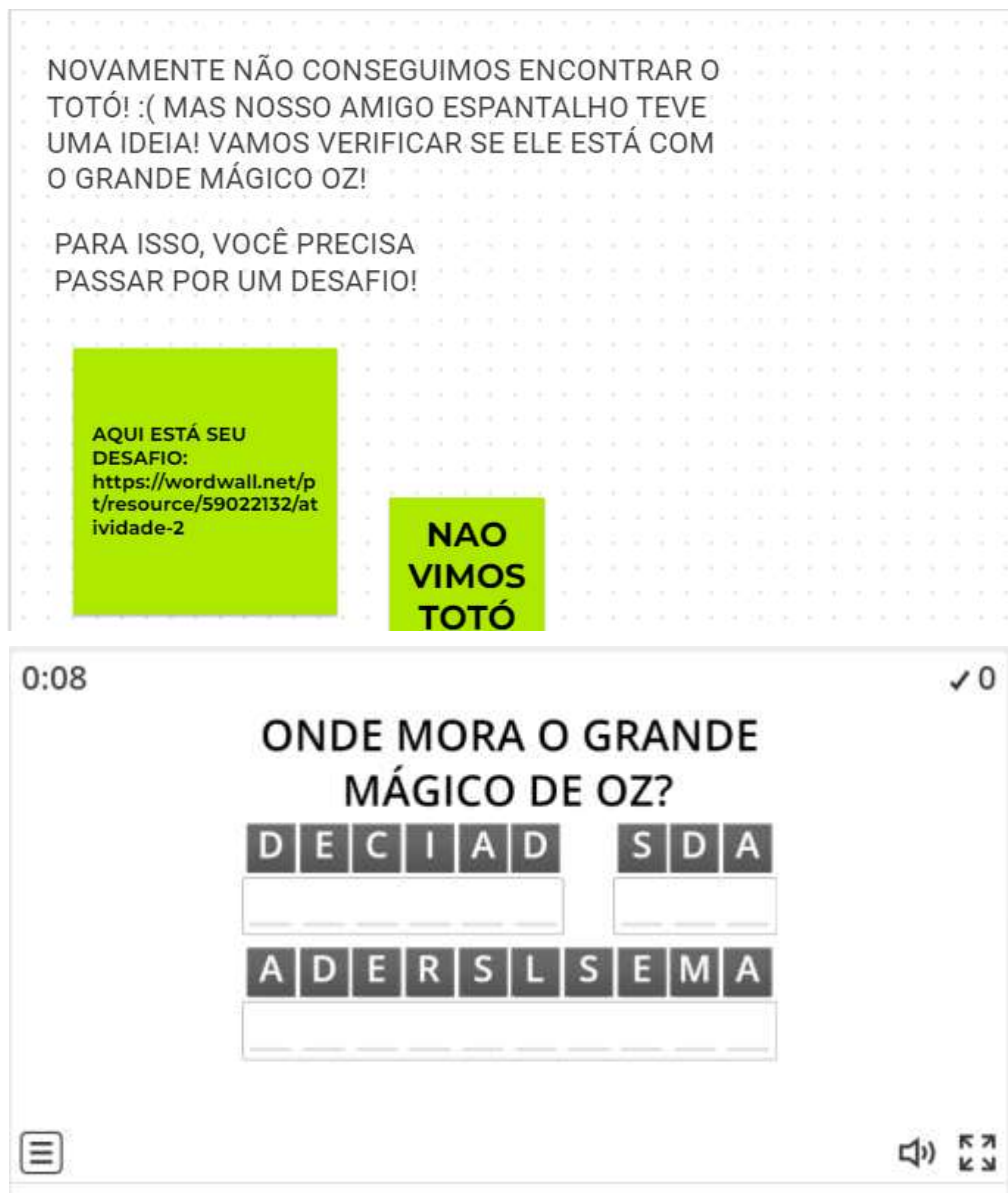 NOVAMENTE NÃO CONSEGUIMOS ENCONTRAR O
TOTÓ! :( MAS NOSSO AMIGO ESPANTALHO TEVE
UMA IDEIA! VAMOS VERIFICAR SE ELE ESTÁ COM
O GRANDE MÁGICO OZ!
PARA ISSO, VOCÊ PRECISA
PASSAR POR UM DESAFIO!
AQUI ESTÁ SEU
DESAFIO:
https://wordwall.net/p
t/resource/59022132/at
ividade-2
NAO
VIMOS
TOTÓ
0:08
✓ 0
ONDE MORA O GRANDE
MÁGICO DE OZ?
D E C I A D S D A
A D E R S L S E M A